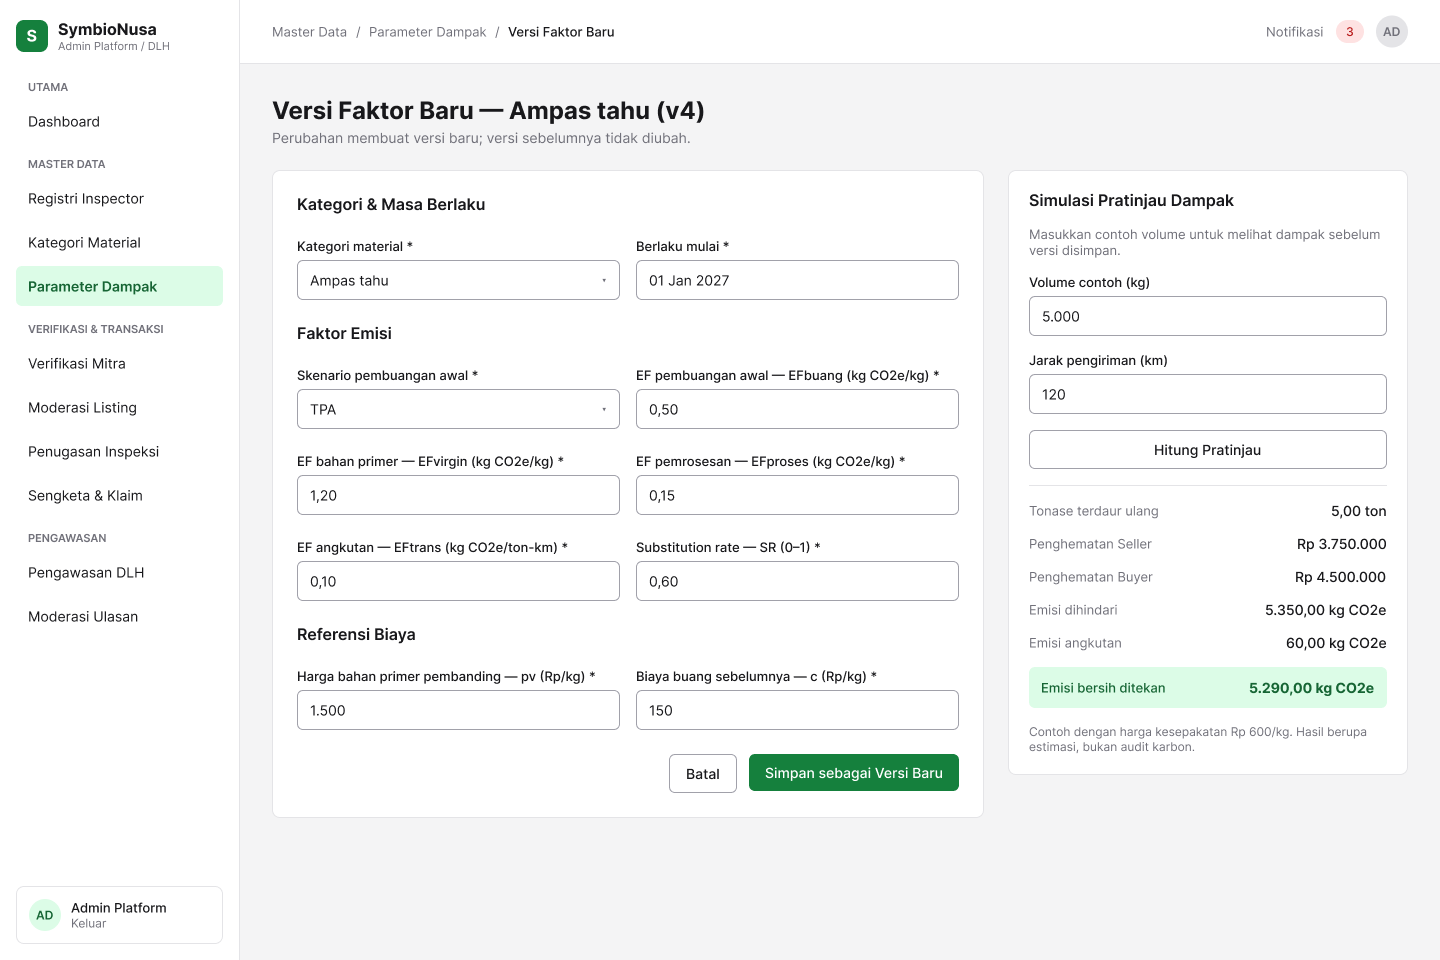 S
SymbioNusa
Admin Platform / DLH
UTAMA
Dashboard
MASTER DATA
Registri Inspector
Kategori Material
Parameter Dampak
VERIFIKASI & TRANSAKSI
Verifikasi Mitra
Moderasi Listing
Penugasan Inspeksi
Sengketa & Klaim
PENGAWASAN
Pengawasan DLH
Moderasi Ulasan
AD
Admin Platform
Keluar
Master Data / Parameter Dampak / Versi Faktor Baru
Notifikasi 3 AD
Versi Faktor Baru — Ampas tahu (v4)
Perubahan membuat versi baru; versi sebelumnya tidak diubah.
Kategori & Masa Berlaku
Kategori material * Berlaku mulai *
Ampas tahu 01 Jan 2027
Faktor Emisi
Skenario pembuangan awal * EF pembuangan awal — EFbuang (kg CO2e/kg) *
TPA 0,50
EF bahan primer — EFvirgin (kg CO2e/kg) * EF pemrosesan — EFproses (kg CO2e/kg) *
1,20 0,15
EF angkutan — EFtrans (kg CO2e/ton-km) * Substitution rate — SR (0–1) *
0,10 0,60
Referensi Biaya
Harga bahan primer pembanding — pv (Rp/kg) * Biaya buang sebelumnya — c (Rp/kg) *
1.500 150
Batal Simpan sebagai Versi Baru
Simulasi Pratinjau Dampak
Masukkan contoh volume untuk melihat dampak sebelum
versi disimpan.
Volume contoh (kg)
5.000
Jarak pengiriman (km)
120
Hitung Pratinjau
Tonase terdaur ulang 5,00 ton
Penghematan Seller Rp 3.750.000
Penghematan Buyer Rp 4.500.000
Emisi dihindari 5.350,00 kg CO2e
Emisi angkutan 60,00 kg CO2e
Emisi bersih ditekan 5.290,00 kg CO2e
Contoh dengan harga kesepakatan Rp 600/kg. Hasil berupa
estimasi, bukan audit karbon.